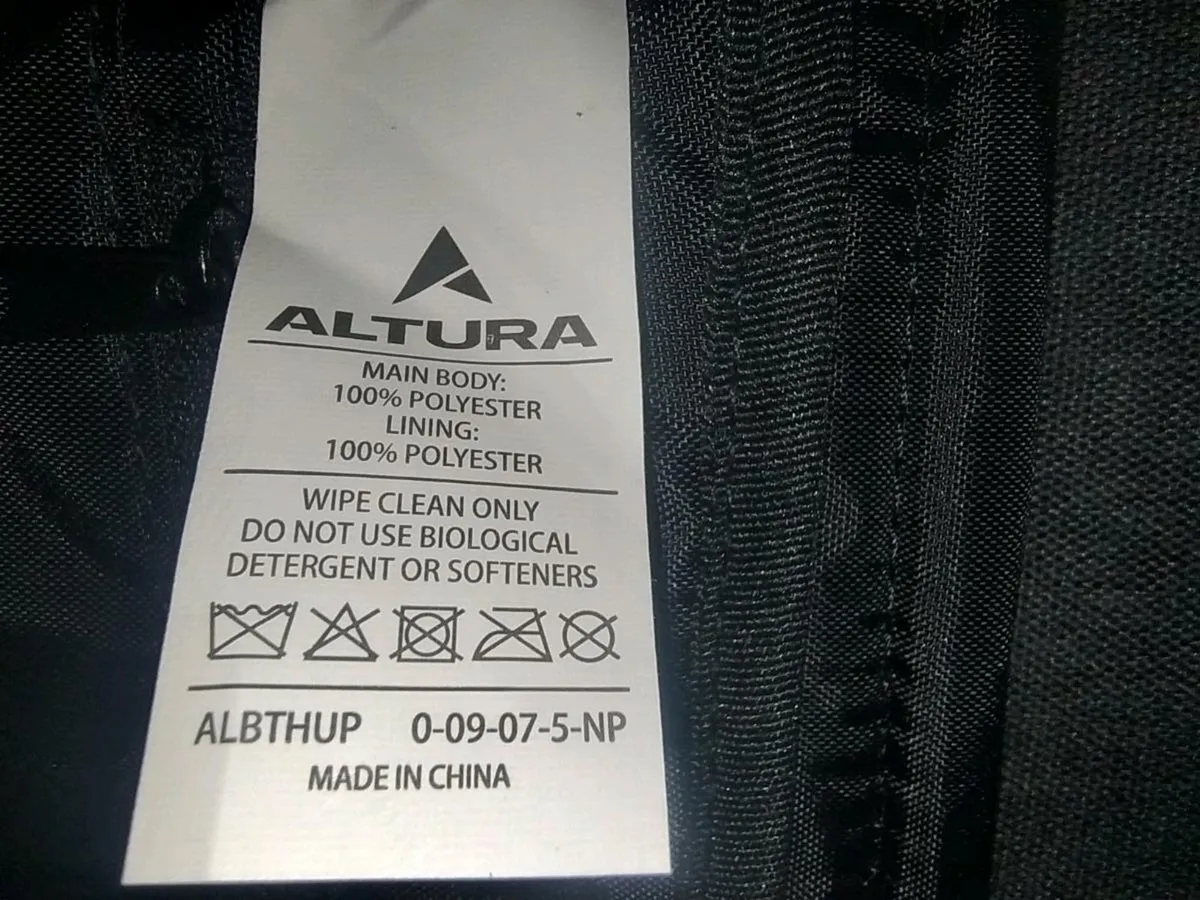 ALTURA
MAIN BODY:
100% POLYESTER
LINING:
100% POLYESTER
WIPE CLEAN ONLY
DO NOT USE BIOLOGICAL
DETERGENT OR SOFTENERS
ALBTHUP 0-09-07-5-NP
MADE IN CHINA